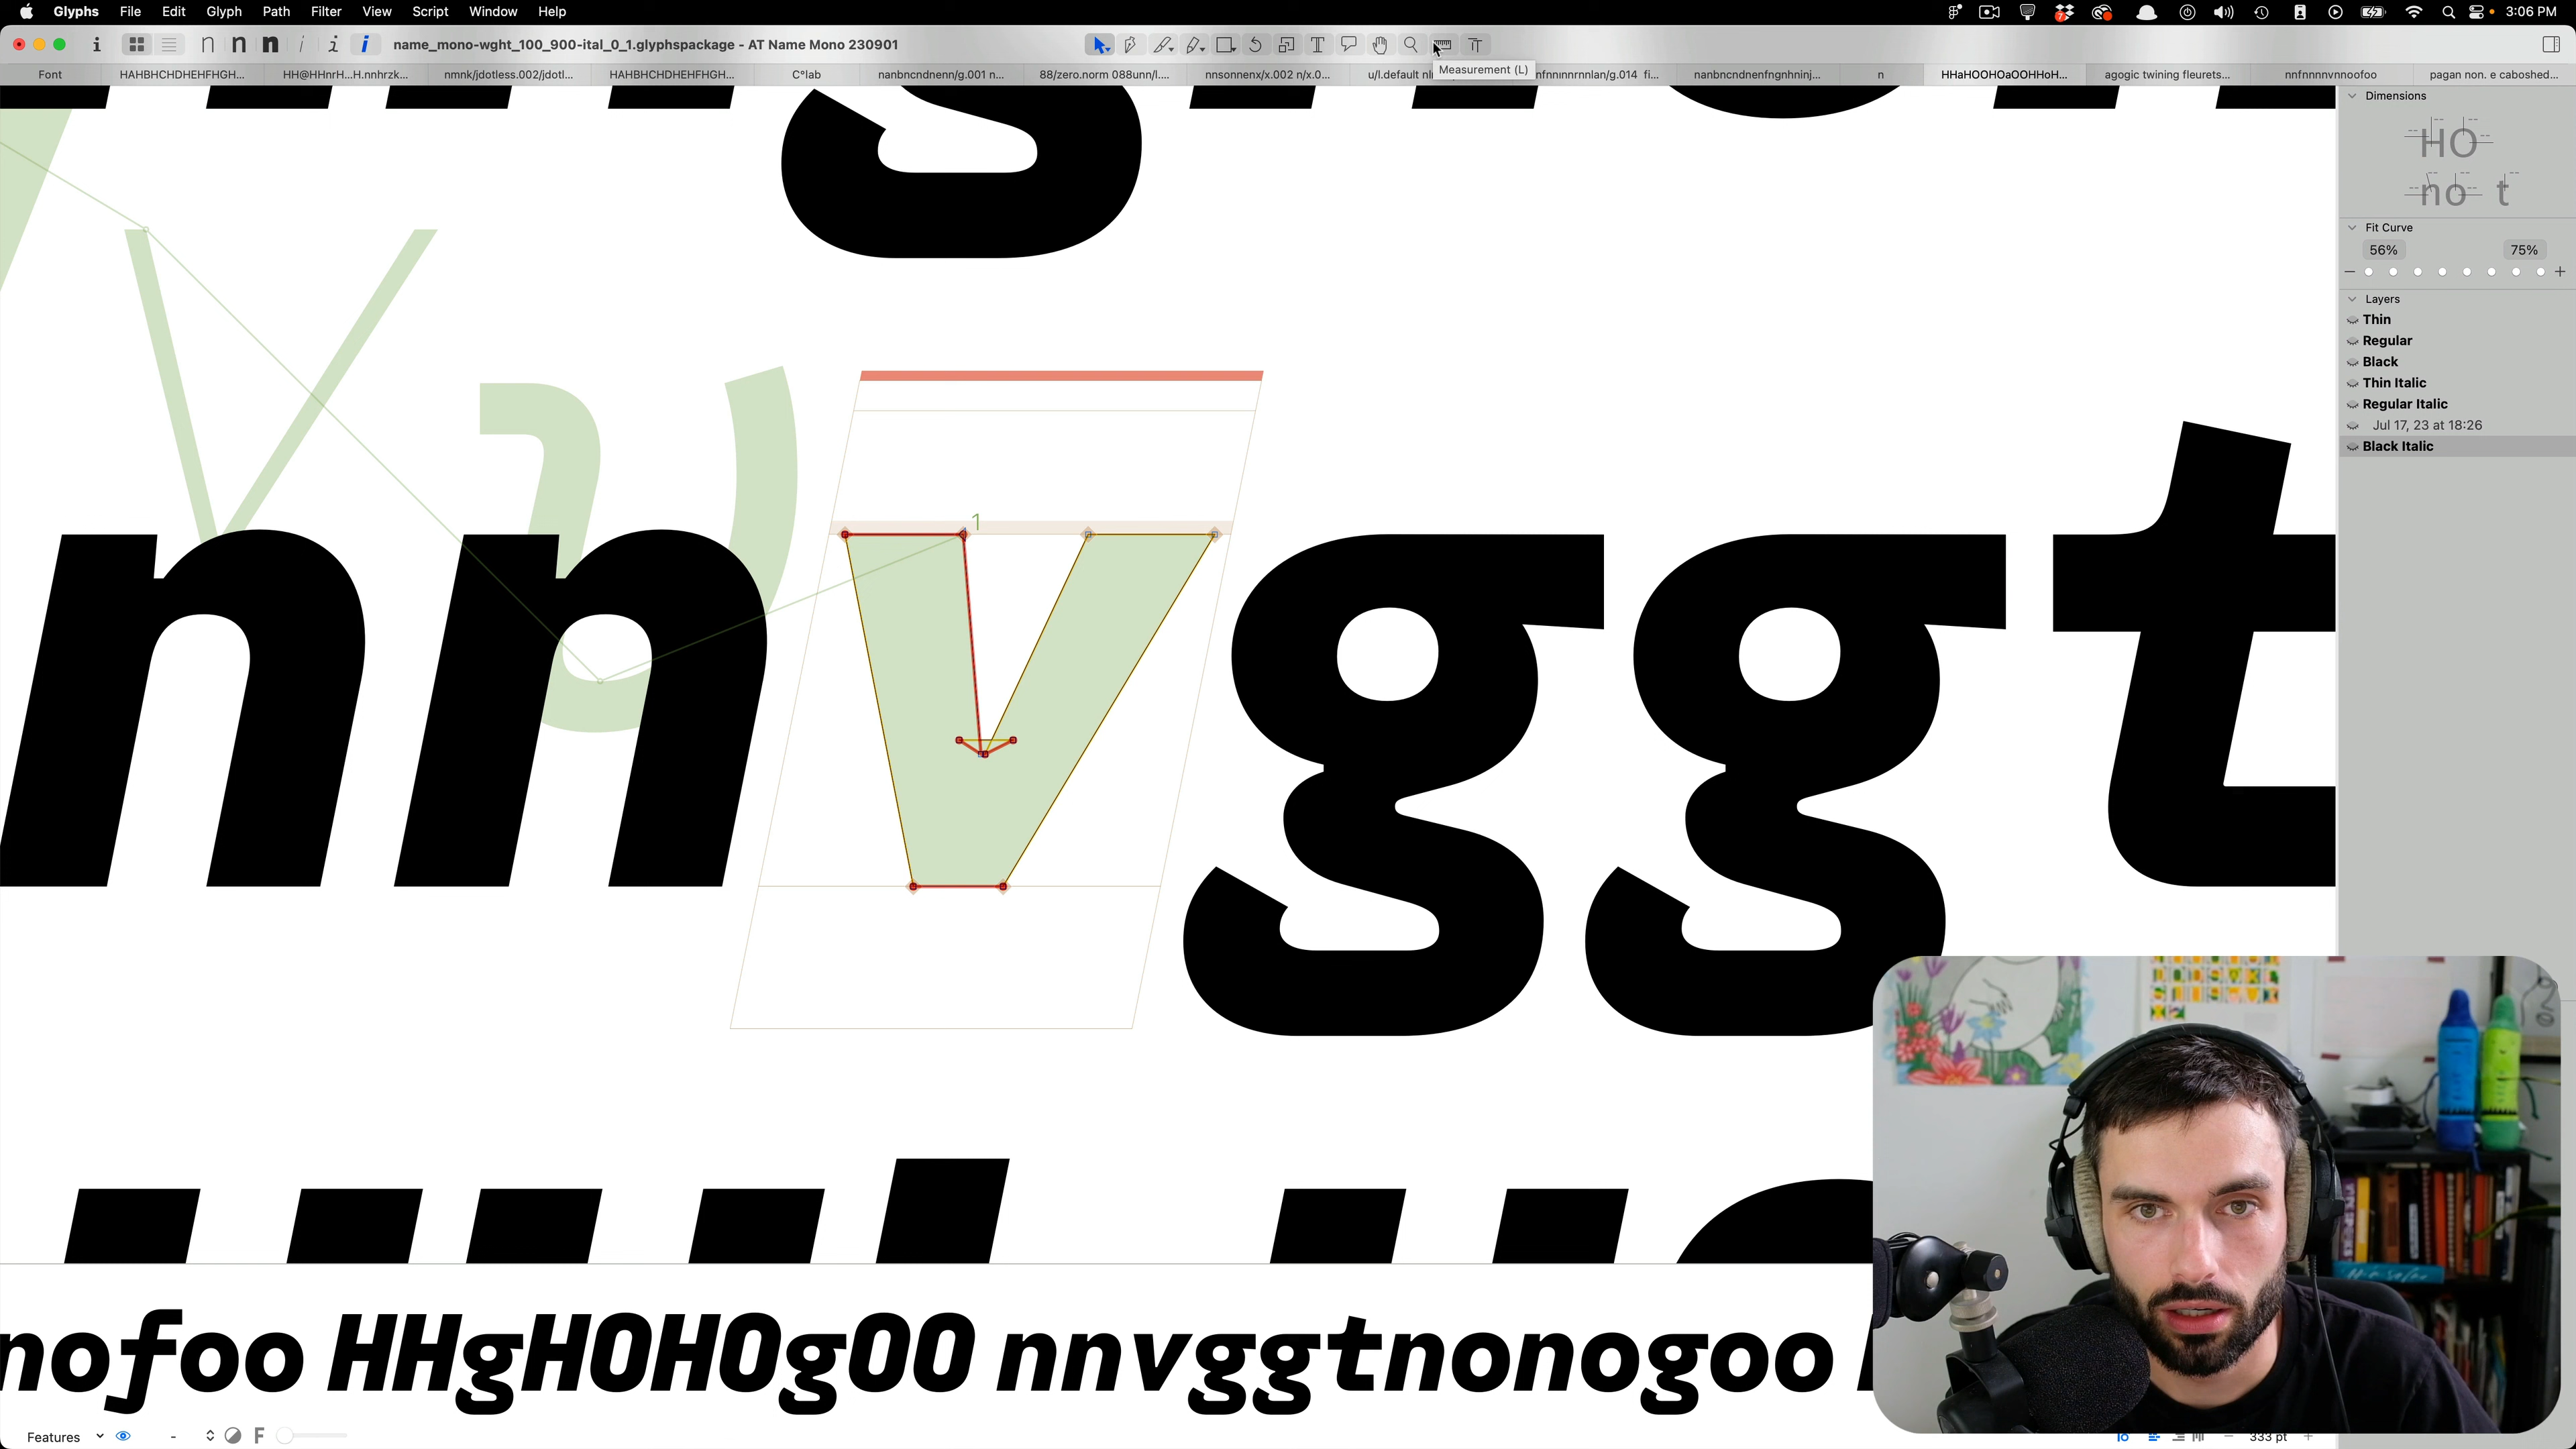 Glyphs File Edit Glyph Path Filter View Script Window Help 3:06 PM
name_mono-wght_100_900-ital_0_1.glyphspackage - AT Name Mono 230901
Measurement (L)
Font HAHBHCHDHEHFHGH... HH@HHnrH...H.nnhrzk... nmnk/jdotless.002/jdotl... HAHBHCHDHEHFHGH... C°lab nanbncndnenn/g.001 n... 88/zero.norm 088unn/l.... nnsonnenx/x.002 n/x.0... nanbncndnenfngnhninj... n HHaHOOHOaOOHHoH... agogic twining fleurets... nnfnnnnvnnoofoo pagan non. e caboshed...
Dimensions
HO
no t
Fit Curve
56% 75%
Layers
Thin
Regular
Black
Thin Italic
Regular Italic
Jul 17, 23 at 18:26
Black Italic
1
nnvggt
nofoo HHgHOHOgOO nnvggtnonogoo
Features - F 333 pt